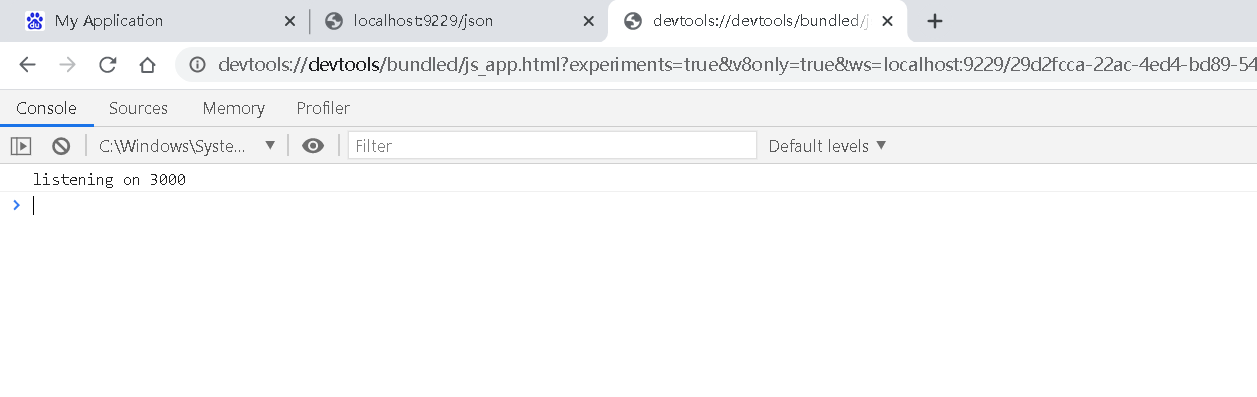 du My Application localhost:9229/json devtools://devtools/bundled/j
devtools://devtools/bundled/js_app.html?experiments=true&v8only=true&ws=localhost:9229/29d2fcca-22ac-4ed4-bd89-54
Console Sources Memory Profiler
C:\Windows\Syste... Filter Default levels
listening on 3000